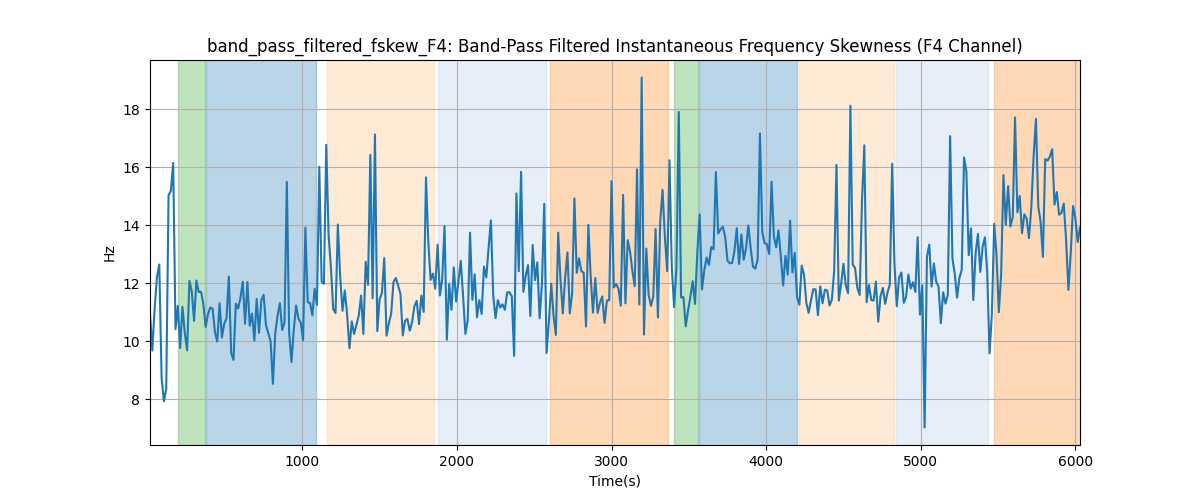 band_pass_filtered_fskew_F4: Band-Pass Filtered Instantaneous Frequency Skewness (F4 Channel)
18
16
14
12
10
8
Hz
1000 2000 3000 4000 5000 6000
Time(s)